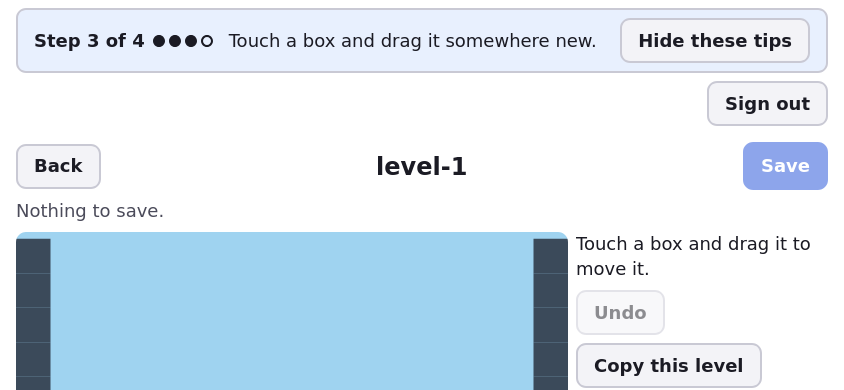 Step 3 of 4 Touch a box and drag it somewhere new. Hide these tips
Sign out
Back level-1 Save
Nothing to save.
Touch a box and drag it to
move it.
Undo
Copy this level